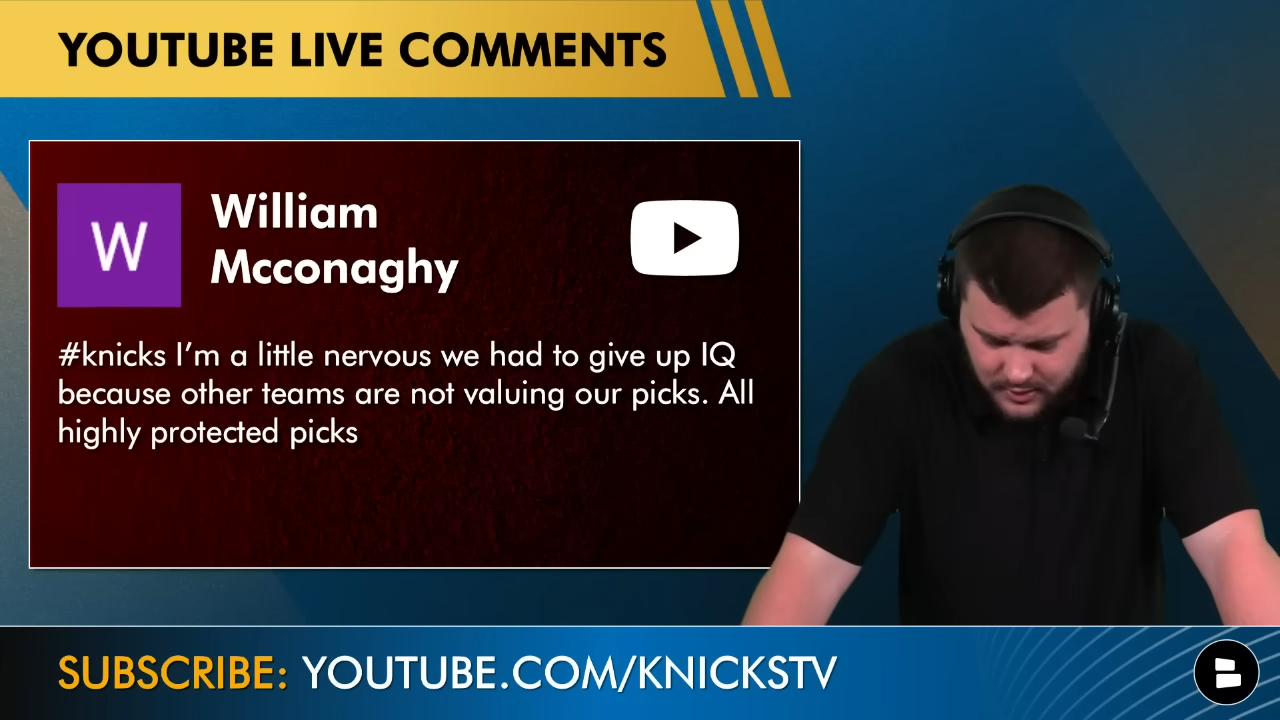 YOUTUBE LIVE COMMENTS
W
William
Mcconaghy
#knicks I’m a little nervous we had to give up IQ
because other teams are not valuing our picks. All
highly protected picks
SUBSCRIBE: YOUTUBE.COM/KNICKSTV